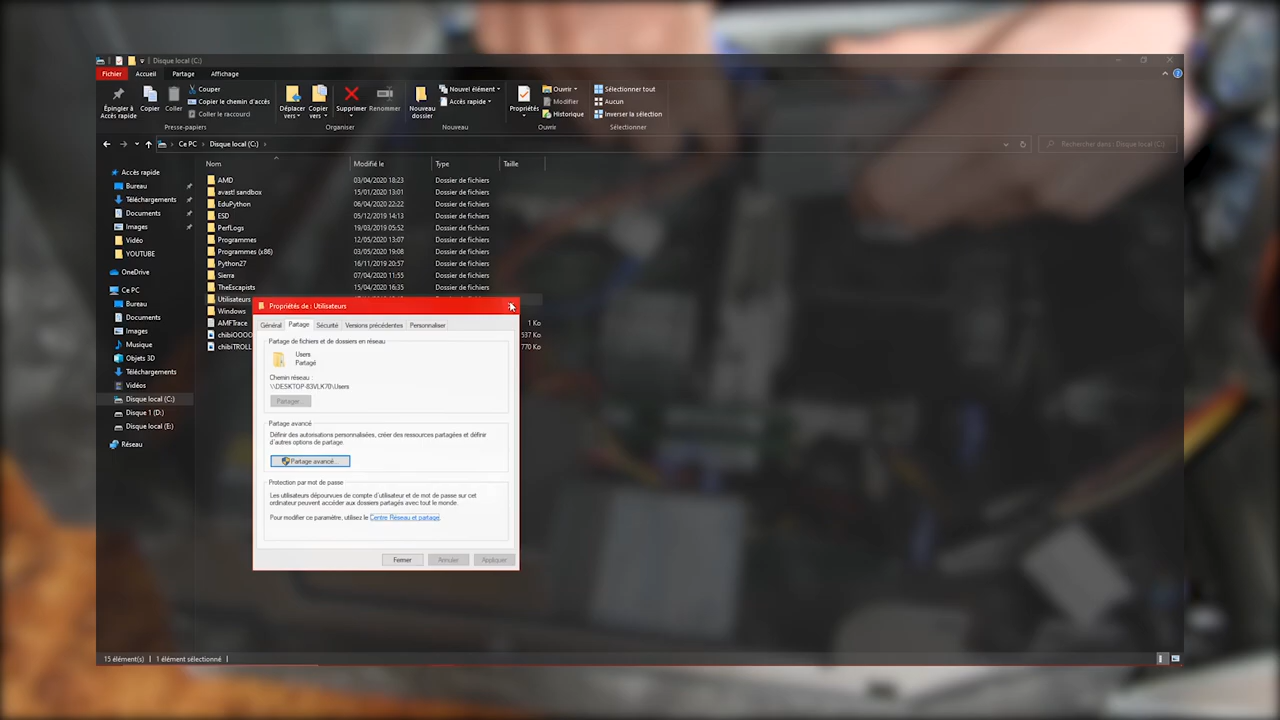 Disque local (C:)
Fichier Accueil Partage Affichage
Épingler à Accès rapide
Copier
Coller
Couper
Copier le chemin d'accès
Coller le raccourci
Presse-papiers
Déplacer vers
Copier vers
Supprimer
Renommer
Organiser
Nouveau dossier
Nouvel élément
Accès rapide
Nouveau
Propriétés
Ouvrir
Modifier
Historique
Ouvrir
Sélectionner tout
Aucun
Inverser la sélection
Sélectionner
Ce PC > Disque local (C:) >
Rechercher dans : Disque local (C:)
Accès rapide
Bureau
Téléchargements
Documents
Images
Vidéo
YOUTUBE
OneDrive
Ce PC
Bureau
Documents
Images
Musique
Objets 3D
Téléchargements
Vidéos
Disque local (C:)
Disque 1 (D:)
Disque local (E:)
Réseau
Nom Modifié le Type Taille
AMD 03/04/2020 18:23 Dossier de fichiers
avast! sandbox 15/01/2020 13:01 Dossier de fichiers
EduPython 06/04/2020 22:22 Dossier de fichiers
ESD 05/12/2019 14:13 Dossier de fichiers
PerfLogs 19/03/2019 05:52 Dossier de fichiers
Programmes 12/05/2020 13:07 Dossier de fichiers
Programmes (x86) 03/05/2020 19:08 Dossier de fichiers
Python27 16/11/2019 20:57 Dossier de fichiers
Sierra 07/04/2020 11:55 Dossier de fichiers
TheEscapists 15/04/2020 16:35 Dossier de fichiers
Utilisateurs
Windows
AMFTrace 1 Ko
537 Ko
chibiTROLL 770 Ko
Propriétés de : Utilisateurs
Général Partage Sécurité Versions précédentes Personnaliser
Partage de fichiers et de dossiers en réseau
Users
Partagé
Chemin réseau :
\\DESKTOP-83VLK70\Users
Partager...
Partage avancé
Définir des autorisations personnalisées, créer des ressources partagées et définir
d'autres options de partage.
Partage avancé...
Protection par mot de passe
Les utilisateurs dépourvues de compte d'utilisateur et de mot de passe sur cet
ordinateur peuvent accéder aux dossiers partagés avec tout le monde.
Pour modifier ce paramètre, utilisez le Centre Réseau et partage.
Fermer Annuler Appliquer
15 élément(s) 1 élément sélectionné